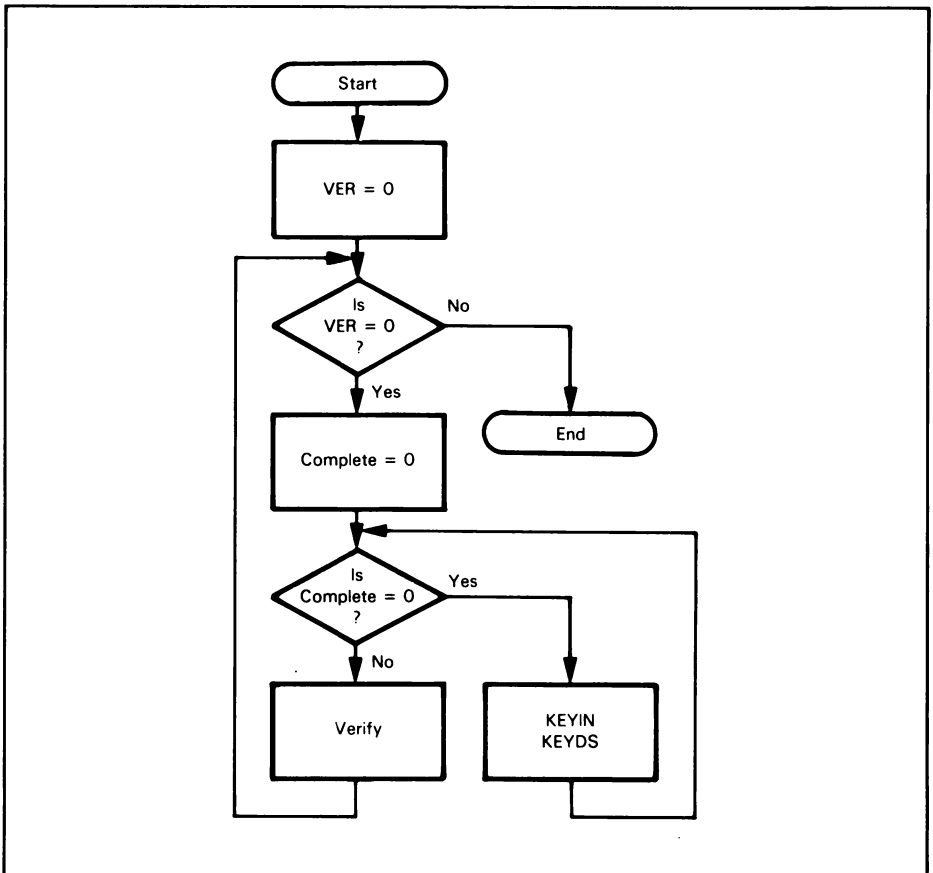 Start
VER = 0
Is
VER = 0
?
No
Yes
End
Complete = 0
Is
Complete = 0
?
Yes
No
Verify
KEYIN
KEYDS